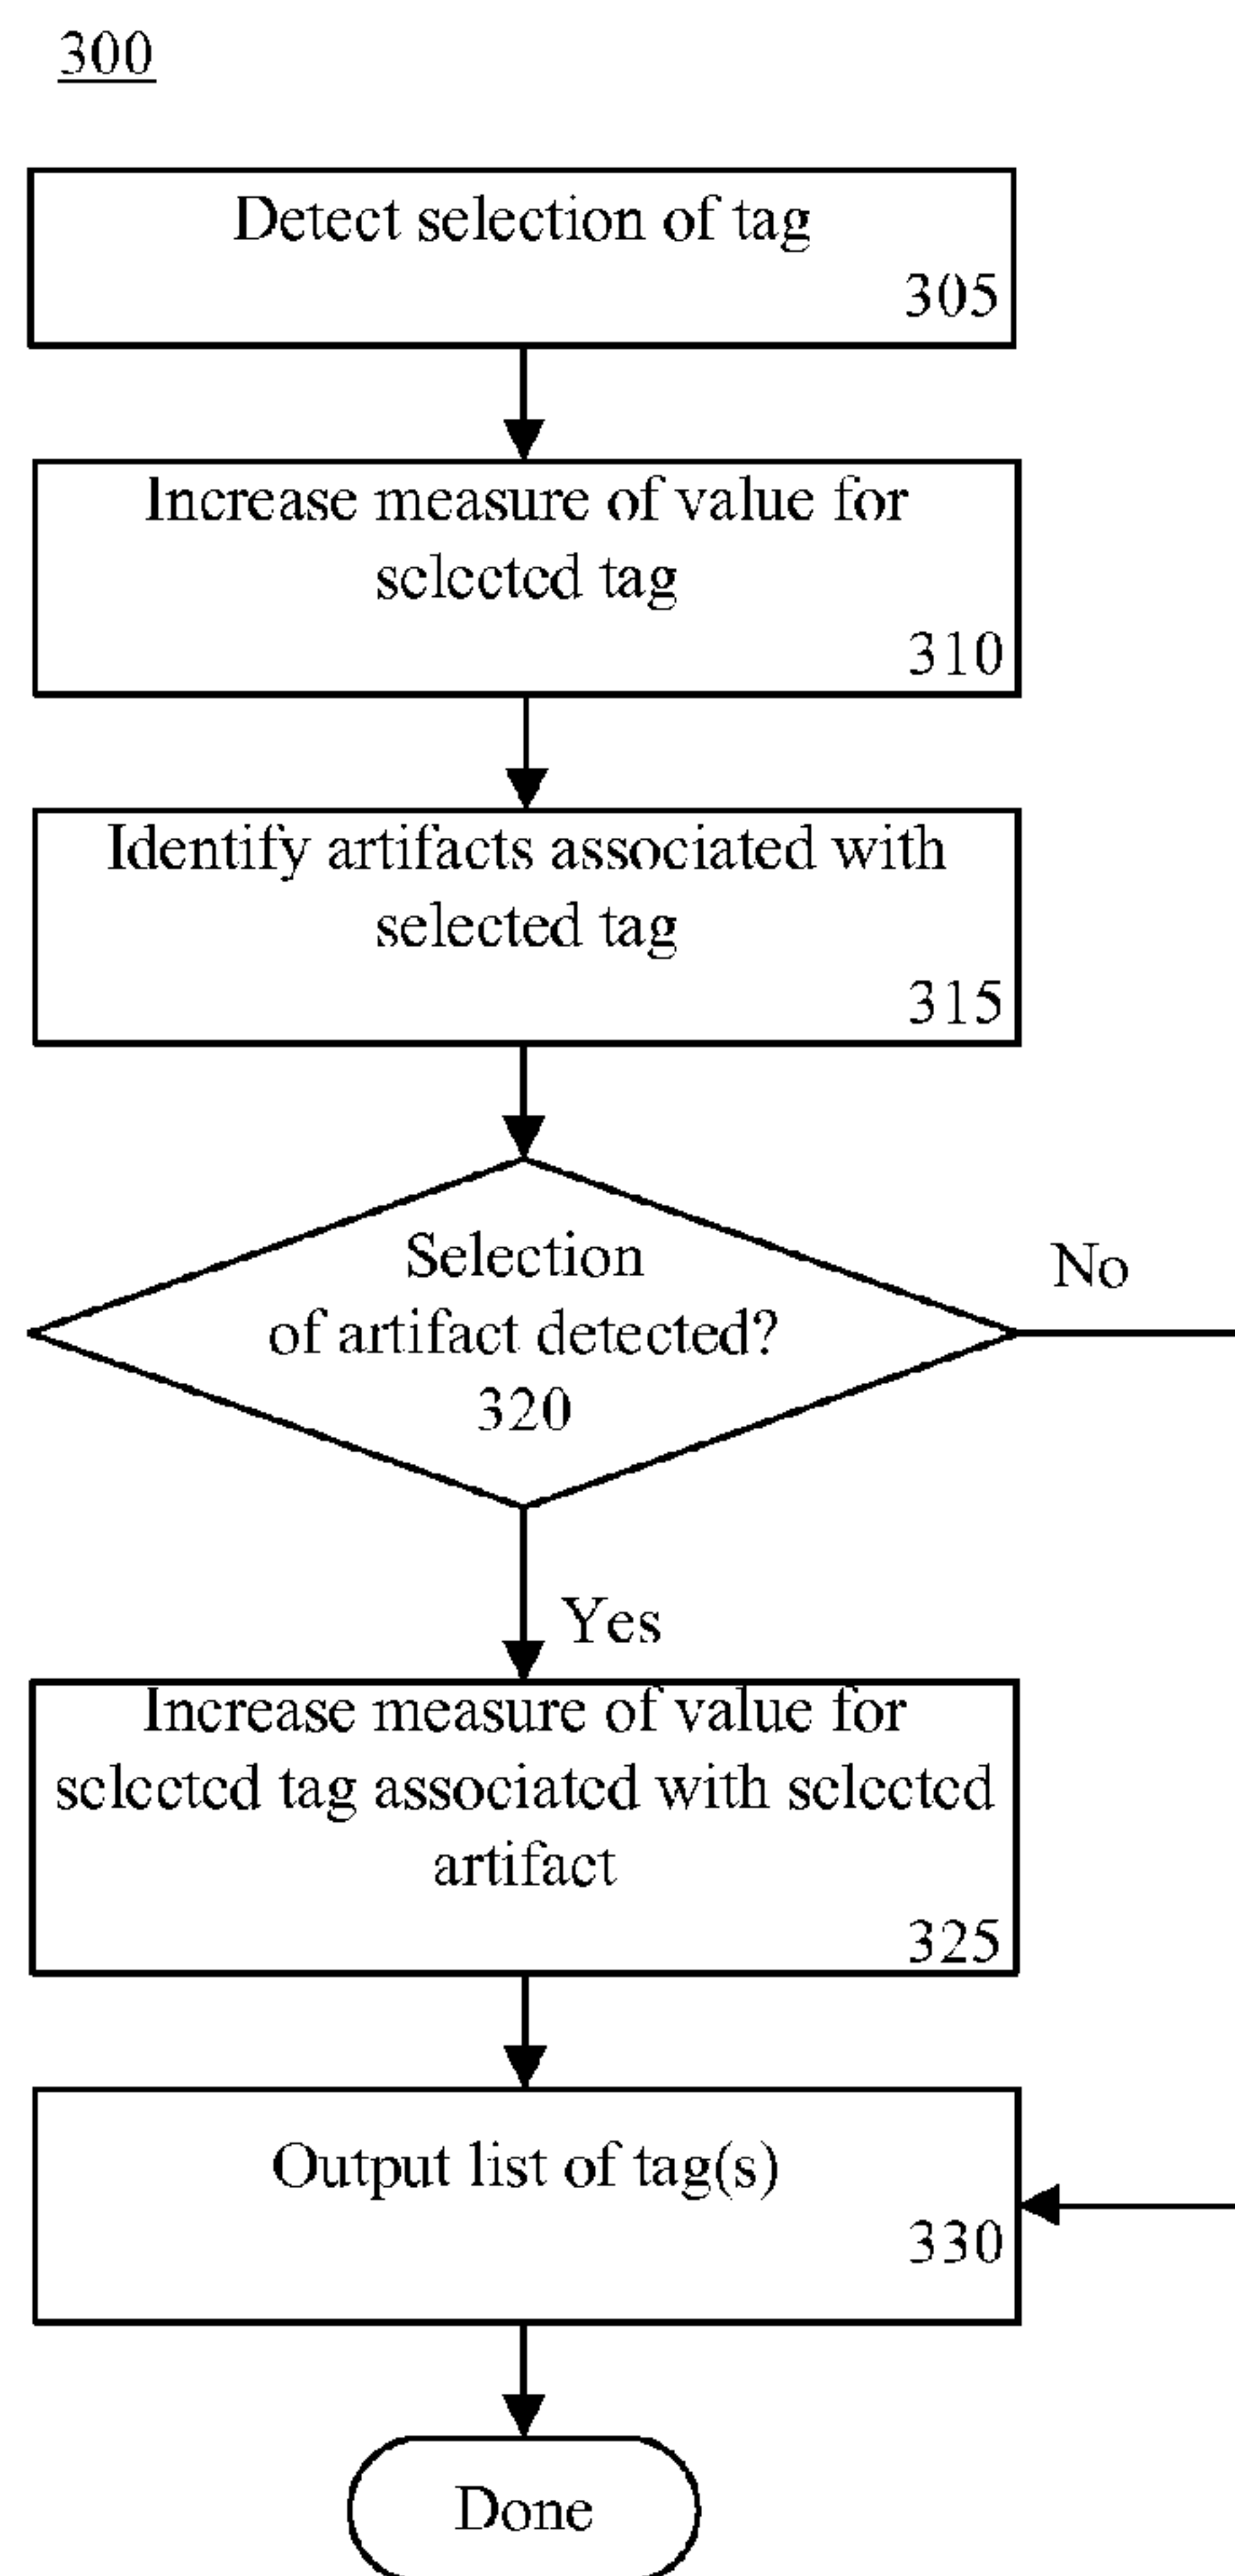 300
Detect selection of tag
305
Increase measure of value for
selected tag
310
Identify artifacts associated with
selected tag
315
Selection
of artifact detected?
320
No
Yes
Increase measure of value for
selected tag associated with selected
artifact
325
Output list of tag(s)
330
Done